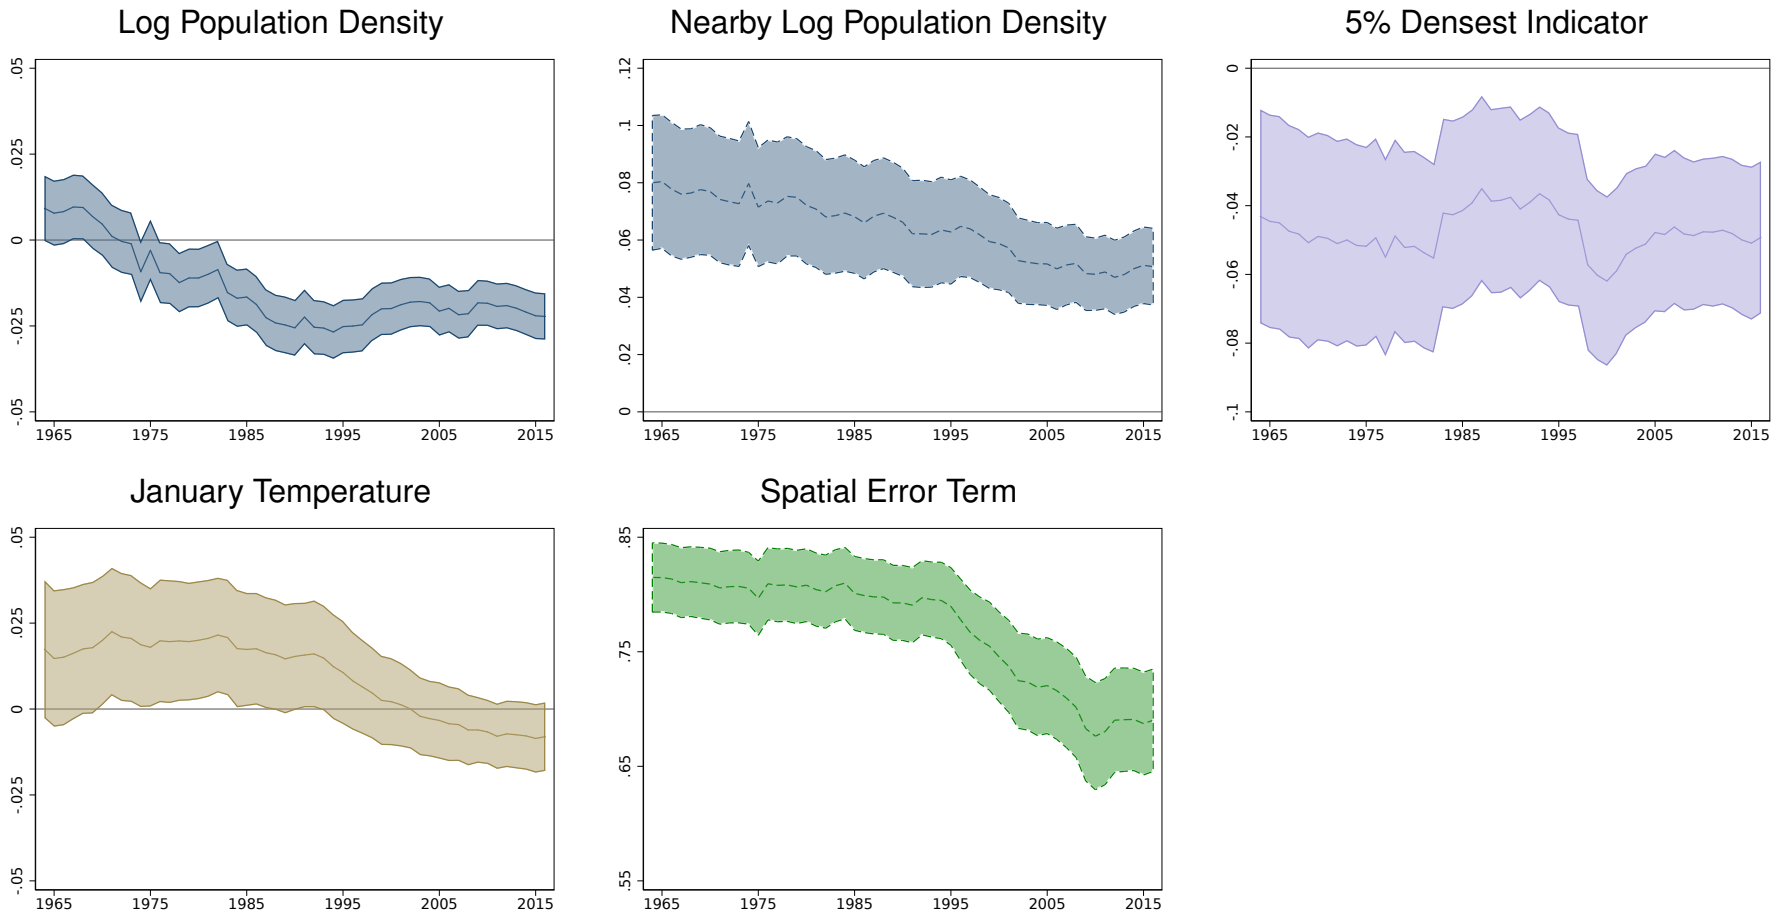 Log Population Density
.05
.025
0
-.025
-.05
1965 1975 1985 1995 2005 2015
Nearby Log Population Density
.12
.1
.08
.06
.04
.02
0
1965 1975 1985 1995 2005 2015
5% Densest Indicator
0
-.02
-.04
-.06
-.08
-.1
1965 1975 1985 1995 2005 2015
January Temperature
.05
.025
0
-.025
-.05
1965 1975 1985 1995 2005 2015
Spatial Error Term
.85
.75
.65
.55
1965 1975 1985 1995 2005 2015